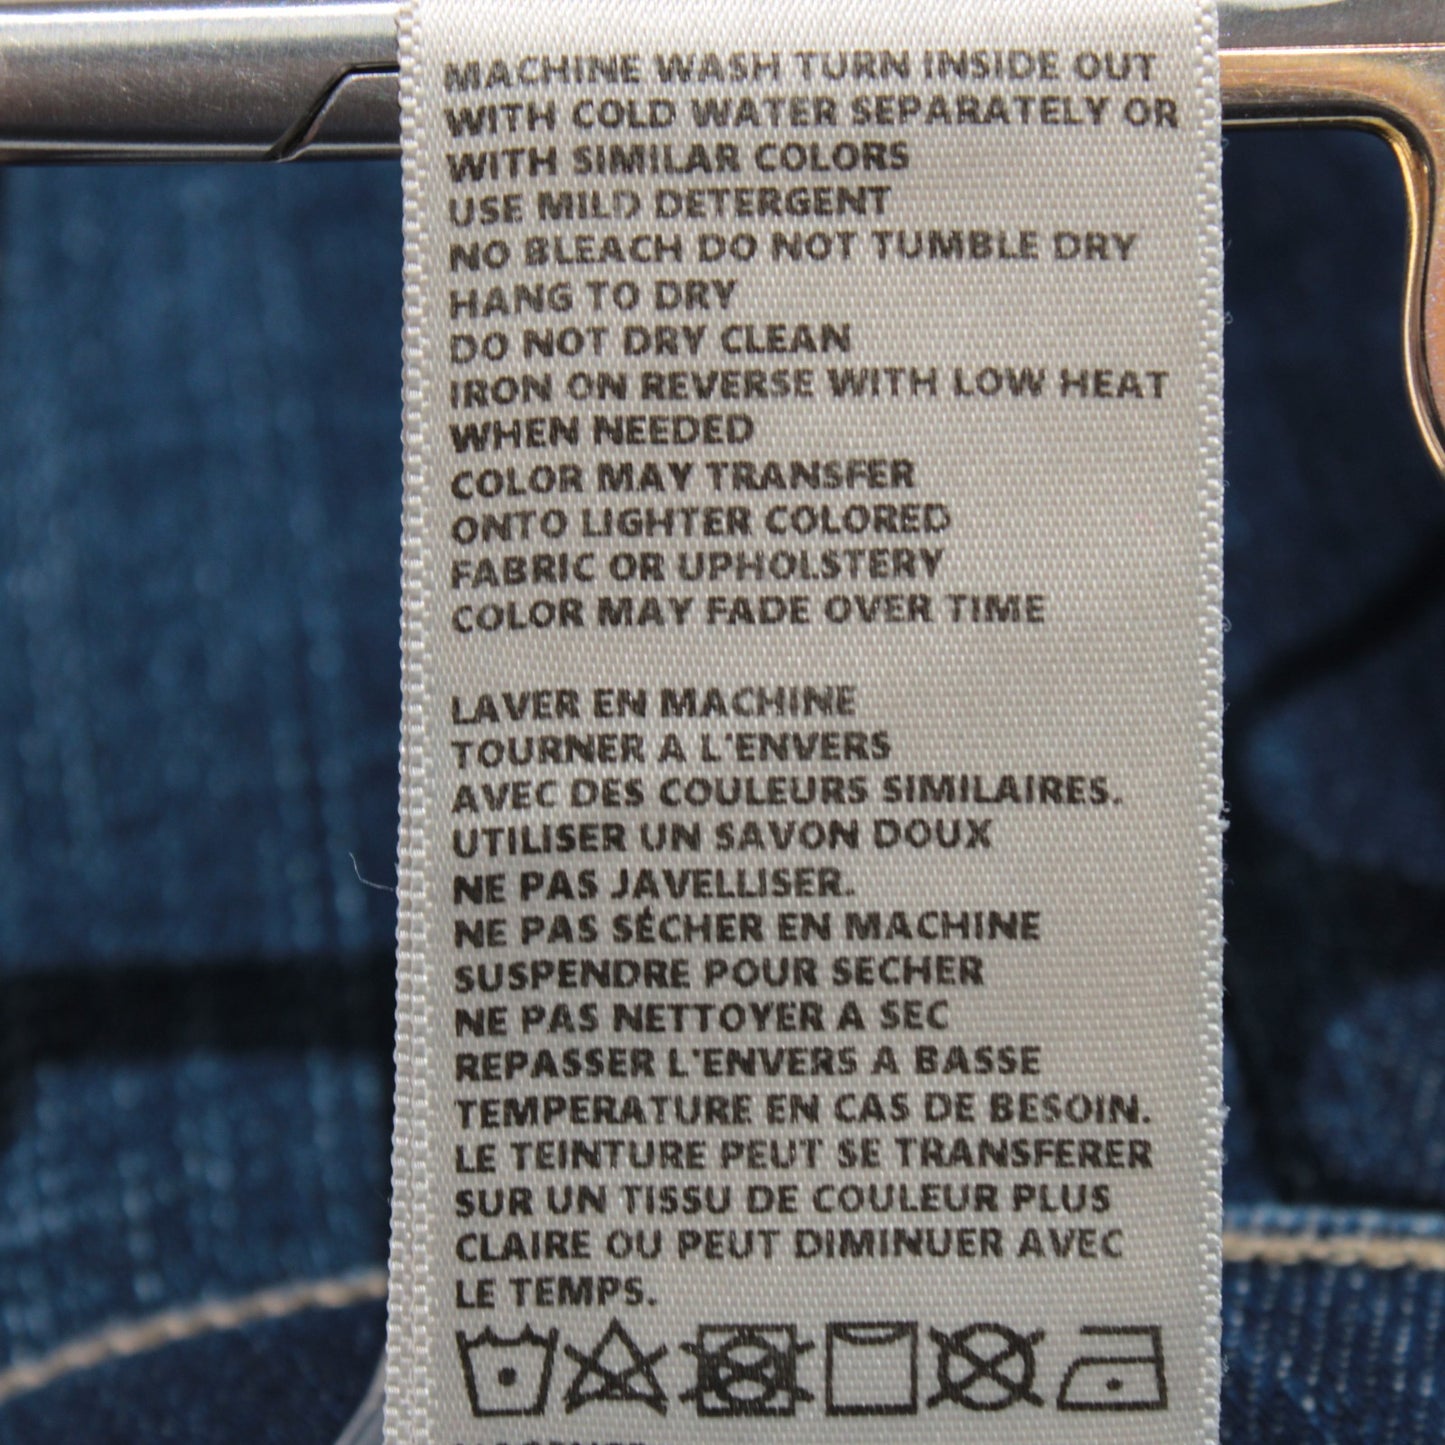 MACHINE WASH TURN INSIDE OUT
WITH COLD WATER SEPARATELY OR
WITH SIMILAR COLORS
USE MILD DETERGENT
NO BLEACH DO NOT TUMBLE DRY
HANG TO DRY
DO NOT DRY CLEAN
IRON ON REVERSE WITH LOW HEAT
WHEN NEEDED
COLOR MAY TRANSFER
ONTO LIGHTER COLORED
FABRIC OR UPHOLSTERY
COLOR MAY FADE OVER TIME
LAVER EN MACHINE
TOURNER A L'ENVERS
AVEC DES COULEURS SIMILAIRES.
UTILISER UN SAVON DOUX
NE PAS JAVELLISER.
NE PAS SÉCHER EN MACHINE
SUSPENDRE POUR SECHER
NE PAS NETTOYER A SEC
REPASSER L'ENVERS A BASSE
TEMPERATURE EN CAS DE BESOIN.
LE TEINTURE PEUT SE TRANSFERER
SUR UN TISSU DE COULEUR PLUS
CLAIRE OU PEUT DIMINUER AVEC
LE TEMPS.